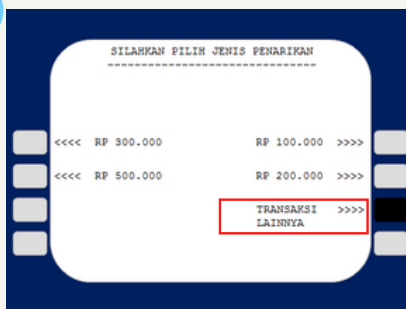 SILAHKAN PILIH JENIS PENARIKAN
------------------------------
<<<< RP 300.000 RP 100.000 >>>>
<<<< RP 500.000 RP 200.000 >>>>
TRANSAKSI >>>>
LAINNYA